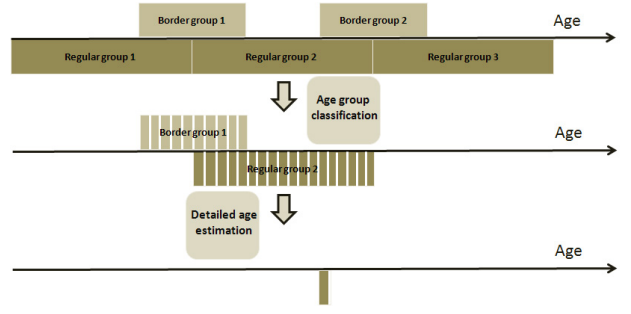 Border group 1
Border group 2
Age
Regular group 1
Regular group 2
Regular group 3
Age group
classification
Border group 1
Age
Regular group 2
Detailed age
estimation
Age